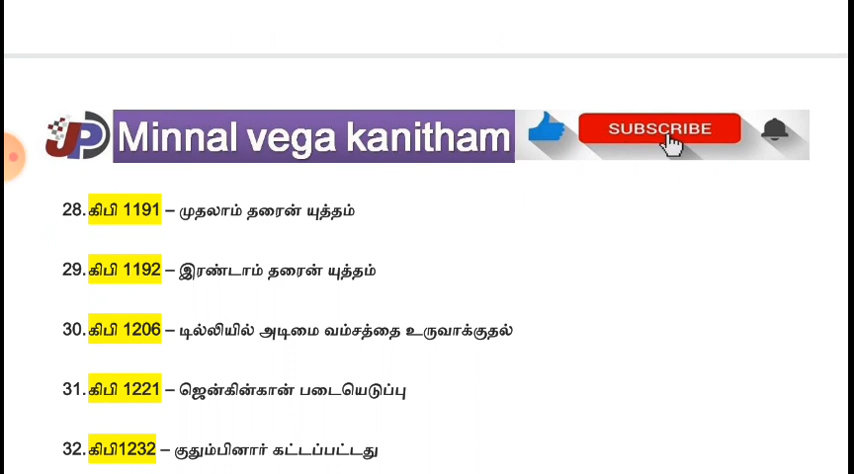 JP Minnal vega kanitham SUBSCRIBE
28. கிபி 1191 – முதலாம் தரைன் யுத்தம்
29. கிபி 1192 – இரண்டாம் தரைன் யுத்தம்
30. கிபி 1206 – டில்லியில் அடிமை வம்சத்தை உருவாக்குதல்
31. கிபி 1221 – ஜென்கின்கான் படையெடுப்பு
32. கிபி1232 – குதும்பினார் கட்டப்பட்டது